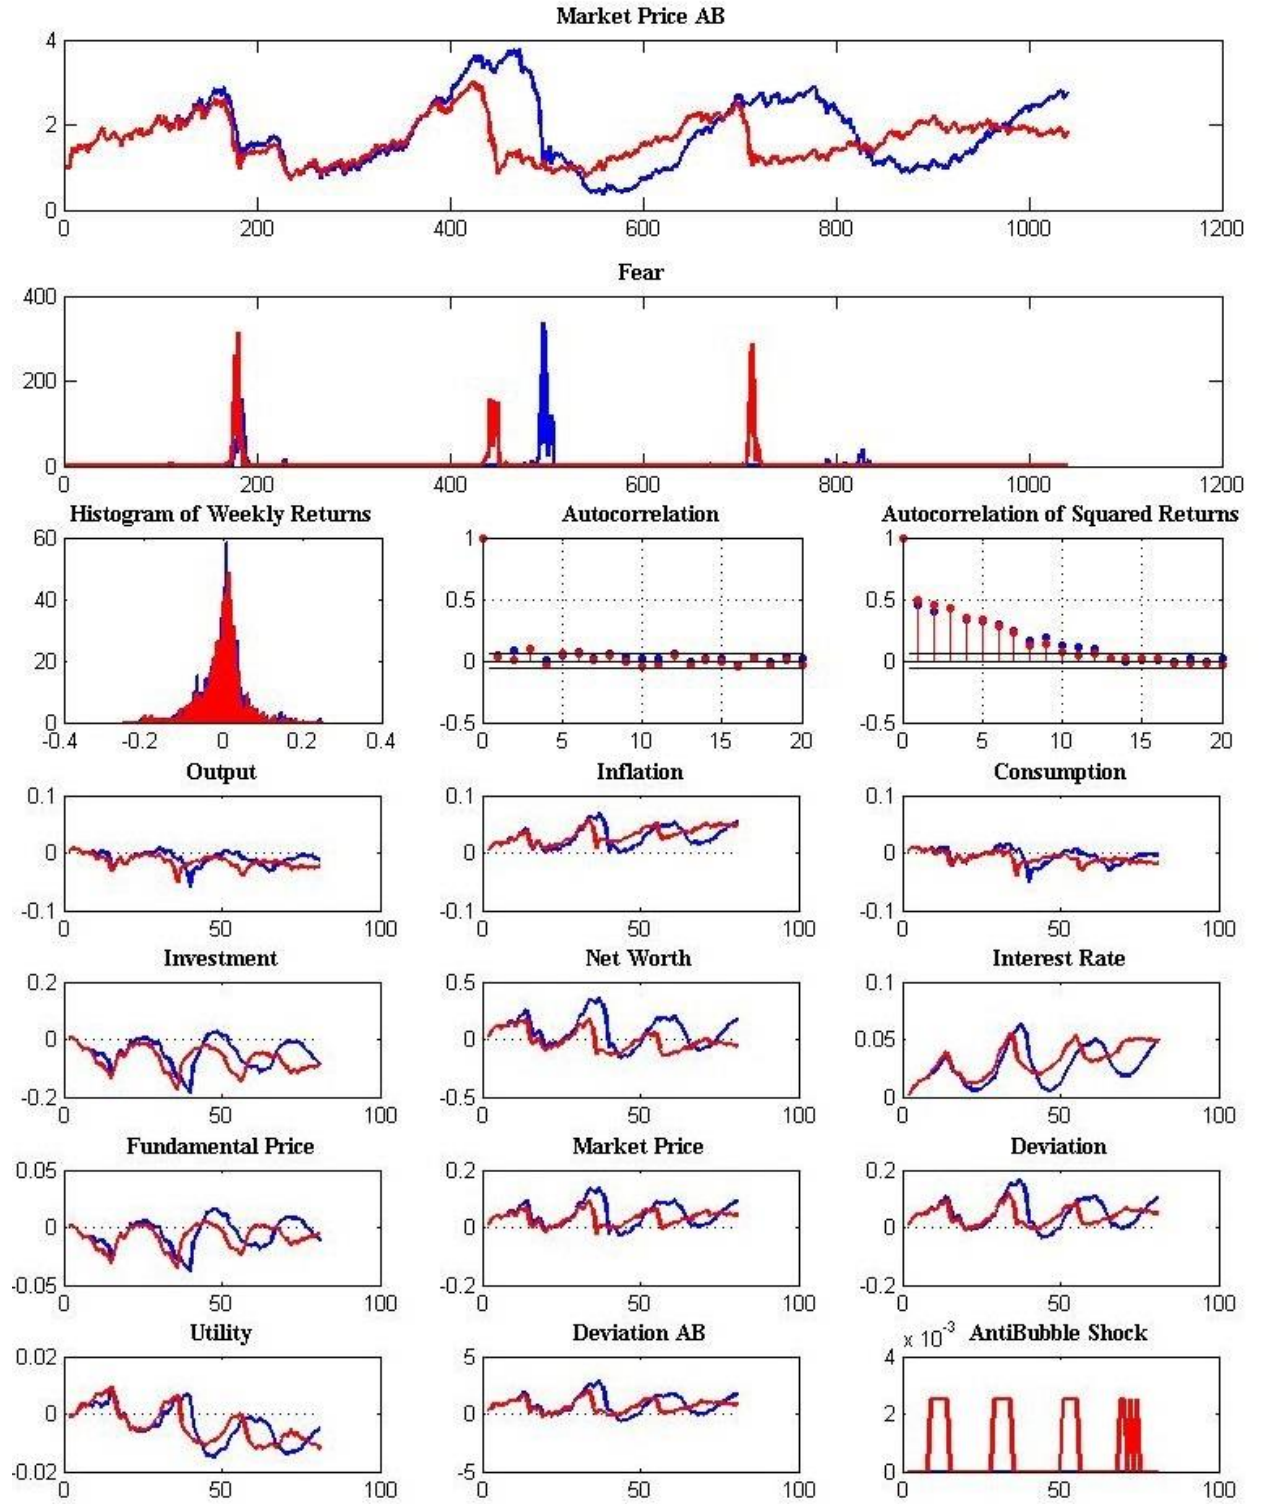 Market Price AB
4
2
0
0 200 400 600 800 1000 1200
Fear
400
200
0
0 200 400 600 800 1000 1200
Histogram of Weekly Returns Autocorrelation Autocorrelation of Squared Returns
60 1 1
40 0.5 0.5
20 0 0
0 -0.5 -0.5
-0.4 -0.2 0 0.2 0.4 0 5 10 15 20 0 5 10 15 20
Output Inflation Consumption
0.1 0.1 0.1
0 0 0
-0.1 -0.1 -0.1
0 50 100 0 50 100 0 50 100
Investment Net Worth Interest Rate
0.2 0.5 0.1
0 0 0.05
-0.2 -0.5 0
0 50 100 0 50 100 0 50 100
Fundamental Price Market Price Deviation
0.05 0.2 0.2
0 0 0
-0.05 -0.2 -0.2
0 50 100 0 50 100 0 50 100
Utility Deviation AB x 10-3 AntiBubble Shock
0.02 5 4
0 0 2
-0.02 -5 0
0 50 100 0 50 100 0 50 100